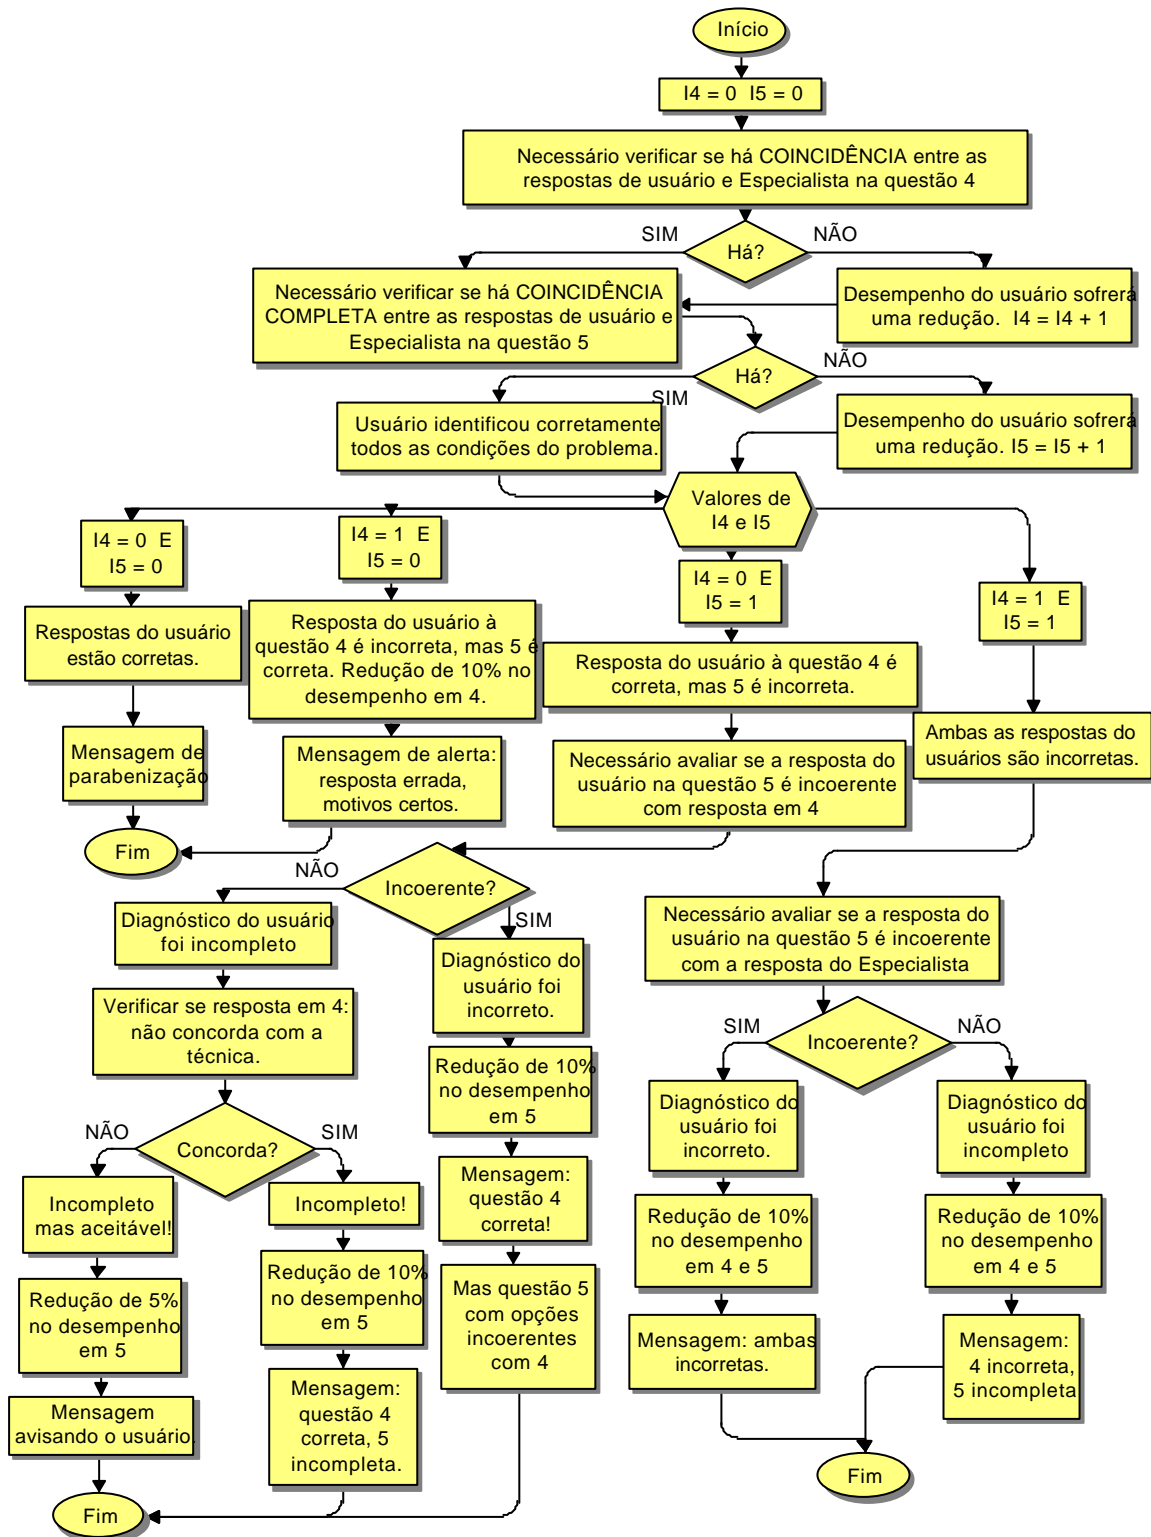 Início
I4 = 0 I5 = 0
Necessário verificar se há COINCIDÊNCIA entre as
respostas de usuário e Especialista na questão 4
SIM
Há?
NÃO
Necessário verificar se há COINCIDÊNCIA
COMPLETA entre as respostas de usuário e
Especialista na questão 5
Desempenho do usuário sofrerá
uma redução. I4 = I4 + 1
Há?
NÃO
SIM
Usuário identificou corretamente
todos as condições do problema.
Desempenho do usuário sofrerá
uma redução. I5 = I5 + 1
Valores de
I4 e I5
I4 = 0 E
I5 = 0
I4 = 1 E
I5 = 0
I4 = 0 E
I5 = 1
I4 = 1 E
I5 = 1
Respostas do usuário
estão corretas.
Resposta do usuário à
questão 4 é incorreta, mas 5 é
correta. Redução de 10% no
desempenho em 4.
Resposta do usuário à questão 4 é
correta, mas 5 é incorreta.
Ambas as respostas do
usuários são incorretas.
Mensagem de
parabenização
Mensagem de alerta:
resposta errada,
motivos certos.
Necessário avaliar se a resposta do
usuário na questão 5 é incoerente
com resposta em 4
Fim
NÃO
Incoerente?
SIM
Diagnóstico do usuário
foi incompleto
Diagnóstico do
usuário foi
incorreto.
Necessário avaliar se a resposta do
usuário na questão 5 é incoerente
com a resposta do Especialista
Verificar se resposta em 4:
não concorda com a
técnica.
Redução de 10%
no desempenho
em 5
SIM
Incoerente?
NÃO
Diagnóstico do
usuário foi
incorreto.
Diagnóstico do
usuário foi
incompleto
NÃO
Concorda?
SIM
Mensagem:
questão 4
correta!
Incompleto
mas aceitável!
Incompleto!
Redução de 10%
no desempenho
em 4 e 5
Redução de 10%
no desempenho
em 4 e 5
Redução de 5%
no desempenho
em 5
Redução de 10%
no desempenho
em 5
Mas questão 5
com opções
incoerentes
com 4
Mensagem: ambas
incorretas.
Mensagem:
4 incorreta,
5 incompleta
Mensagem
avisando o usuário.
Mensagem:
questão 4
correta, 5
incompleta.
Fim
Fim